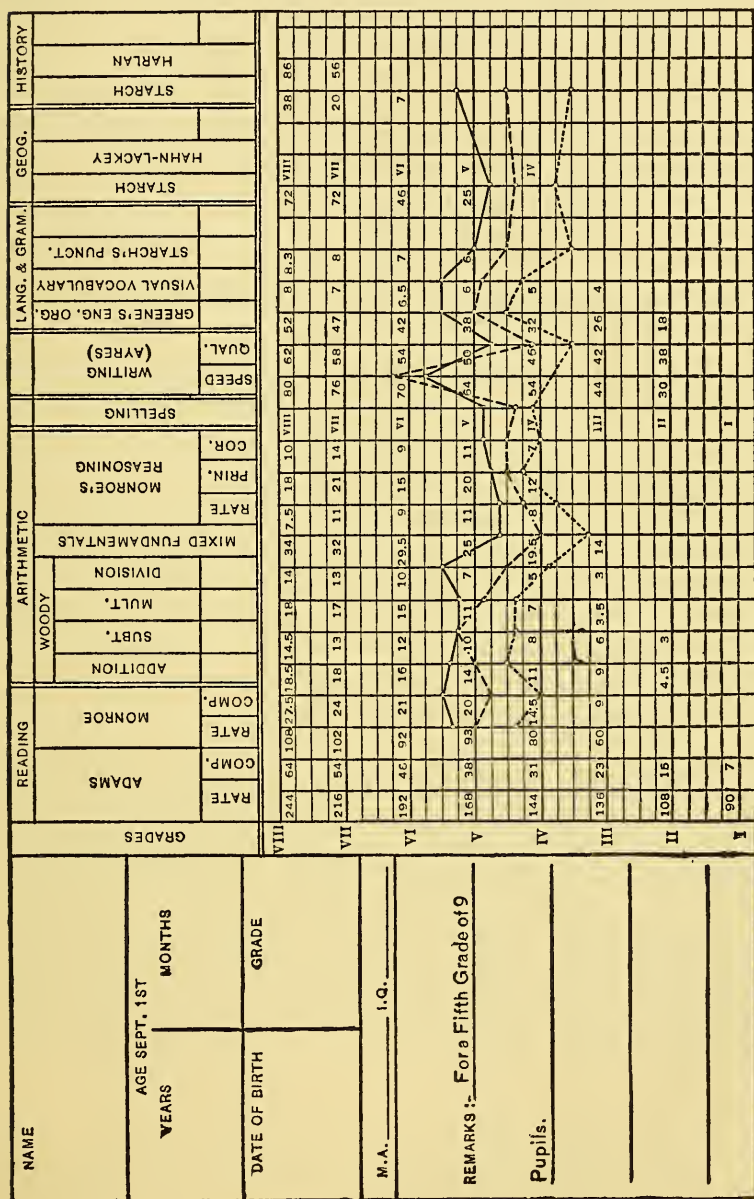 NAME
AGE SEPT. 1ST
YEARS MONTHS
DATE OF BIRTH GRADE
M.A. I.Q.
REMARKS :- For a Fifth Grade of 9
Pupils.
READING ARITHMETIC LANG. & GRAM. GEOG. HISTORY
WOODY
GRADES
ADAMS
RATE
COMP.
MONROE
RATE
COMP.
ADDITION
SUBT.
MULT.
DIVISION
MIXED FUNDAMENTALS
MONROE'S
REASONING
RATE
PRIN.
COR.
SPELLING
WRITING
(AYRES)
SPEED
QUAL.
GREENE'S ENG. ORG.
VISUAL VOCABULARY
STARCH'S PUNCT.
STARCH
HAHN-LACKEY
STARCH
HARLAN
VIII 244 64 108 27.5 18.5 14.5 18 14 34 7.5 18 10 VIII 80 62 52 8 8.3 72 VIII 38 86
VII 216 54 102 24 18 13 17 13 32 11 21 14 VII 76 58 47 7 8 72 VII 20 56
VI 192 46 92 21 16 12 15 10 29.5 9 15 9 VI 70 54 42 6.5 7 46 VI 7
V 168 38 93 20 14 10 11 7 25 11 20 11 V 64 50 38 6 6 25 V
IV 144 31 80 14.5 11 8 7 5 19.5 8 12 7 IV 54 46 32 5 IV
III 136 23 60 9 9 6 3.5 3 14 III 44 42 26 4
II 108 15 4.5 3 II 30 38 18
I 90 7 I